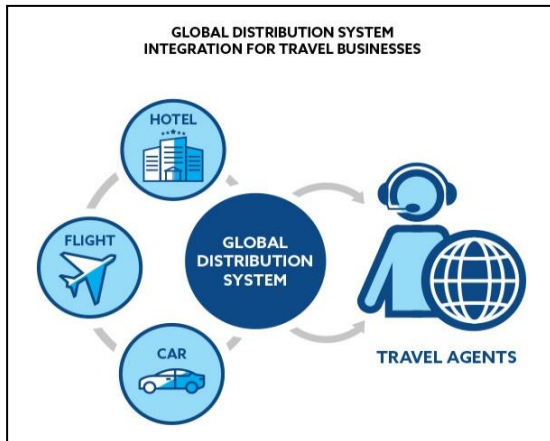 GLOBAL DISTRIBUTION SYSTEM
INTEGRATION FOR TRAVEL BUSINESSES
HOTEL
FLIGHT
GLOBAL
DISTRIBUTION
SYSTEM
CAR
TRAVEL AGENTS